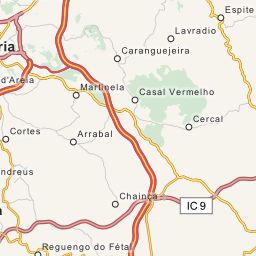 Espite
Lavradio
ria
Caranguejeira
d'Areia
Martinela
Casal Vermelho
Cortes
Arrabal
Cercal
ndreus
Chainça
IC 9
a
Reguengo do Fétal